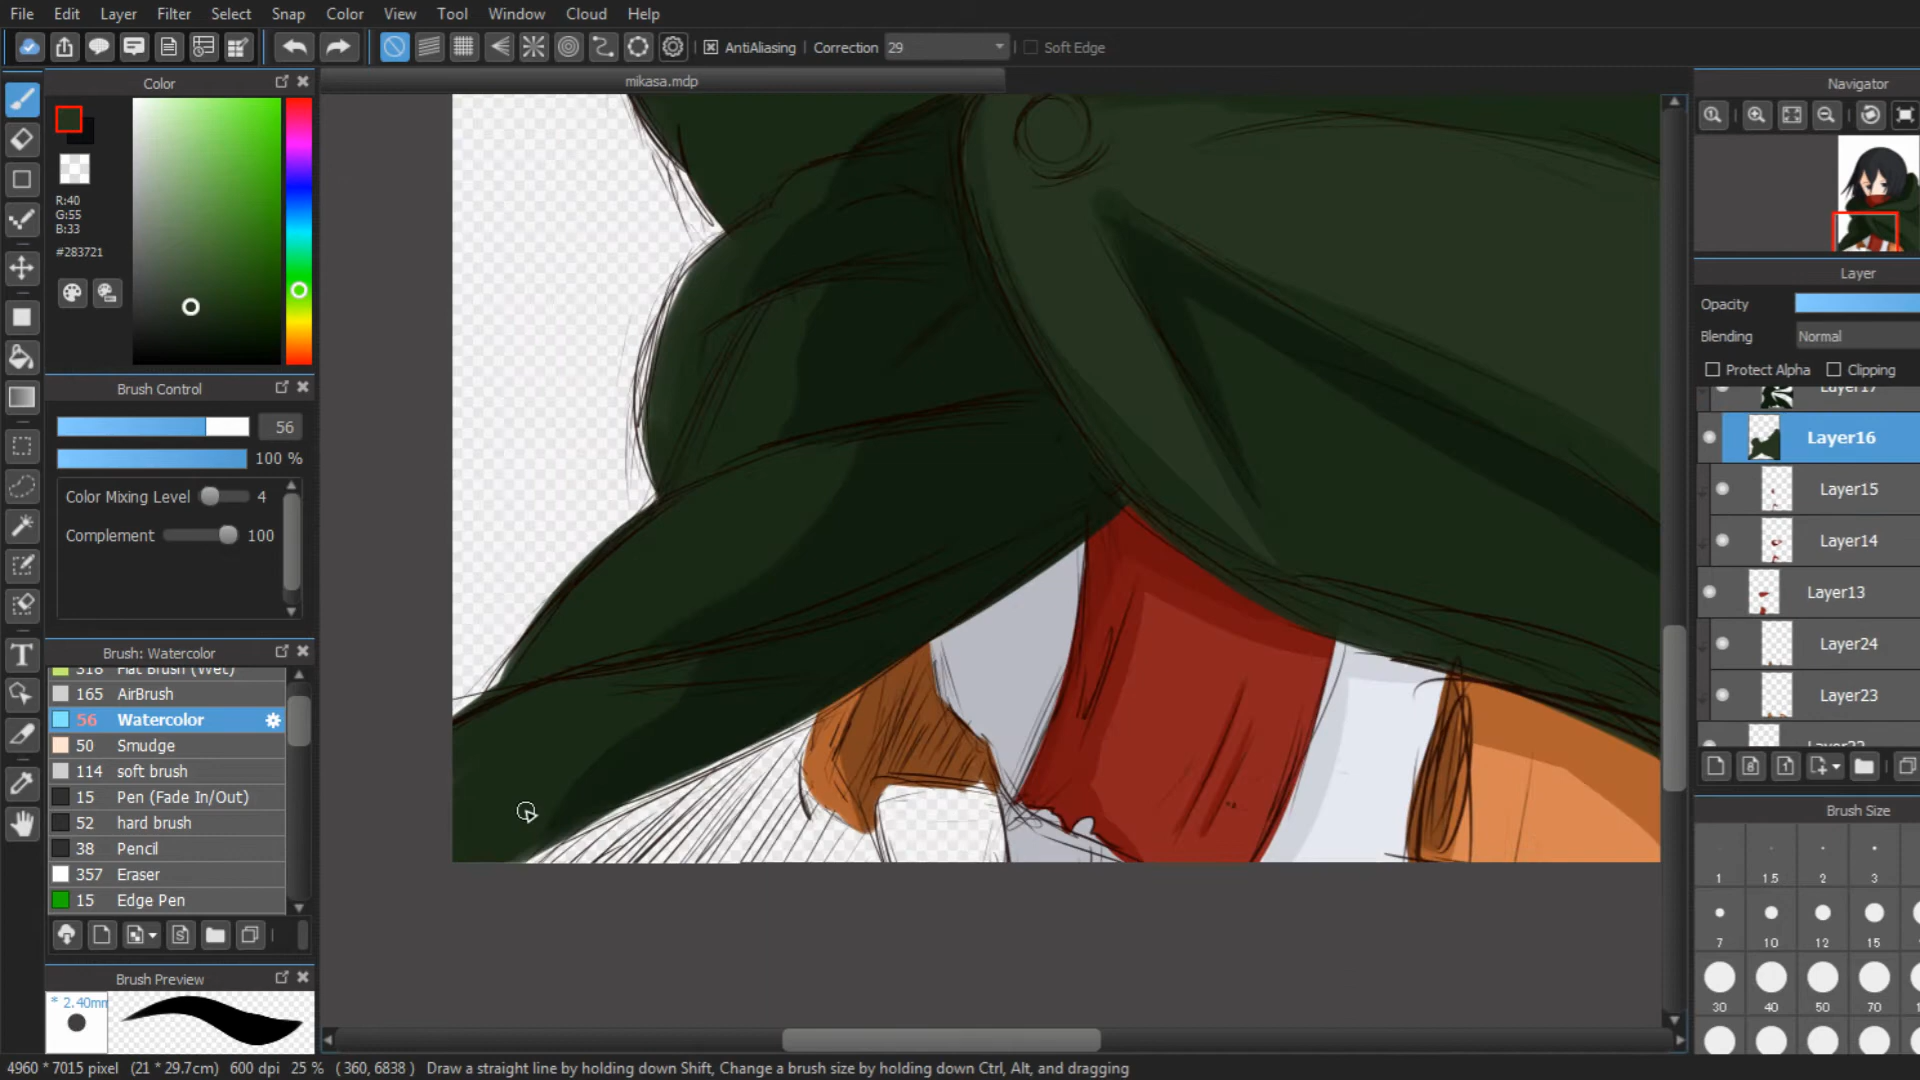 File Edit Layer Filter Select Snap Color View Tool Window Cloud Help
AntiAliasing Correction 29 Soft Edge
Color
mikasa.mdp
Navigator
R:40
G:55
B:33
#283721
Layer
Opacity
Blending Normal
Protect Alpha Clipping
Layer17
Layer16
Layer15
Layer14
Layer13
Layer24
Layer23
Layer22
Brush Control
56
100 %
Color Mixing Level 4
Complement 100
Brush: Watercolor
318 Flat Brush (Wet)
165 AirBrush
56 Watercolor
50 Smudge
114 soft brush
15 Pen (Fade In/Out)
52 hard brush
38 Pencil
357 Eraser
15 Edge Pen
Brush Preview
* 2.40mm
Brush Size
1 1.5 2 3
7 10 12 15
30 40 50 70
4960 * 7015 pixel (21 * 29.7cm) 600 dpi 25 % ( 360, 6838 ) Draw a straight line by holding down Shift, Change a brush size by holding down Ctrl, Alt, and dragging